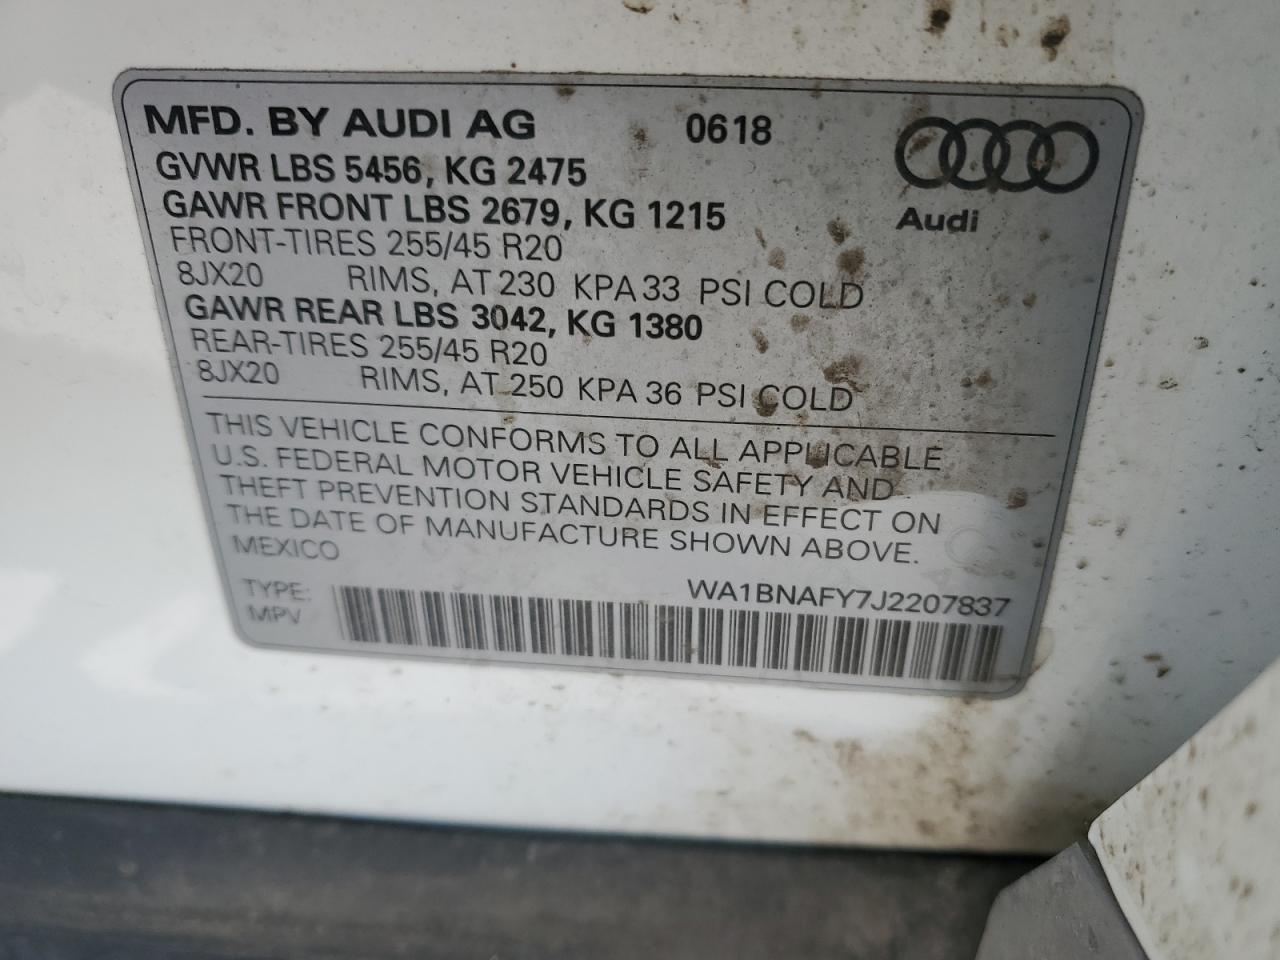 MFD. BY AUDI AG 0618
GVWR LBS 5456, KG 2475
GAWR FRONT LBS 2679, KG 1215
Audi
FRONT-TIRES 255/45 R20
8JX20 RIMS, AT 230 KPA 33 PSI COLD
GAWR REAR LBS 3042, KG 1380
REAR-TIRES 255/45 R20
8JX20 RIMS, AT 250 KPA 36 PSI COLD
THIS VEHICLE CONFORMS TO ALL APPLICABLE
U.S. FEDERAL MOTOR VEHICLE SAFETY AND
THEFT PREVENTION STANDARDS IN EFFECT ON
THE DATE OF MANUFACTURE SHOWN ABOVE.
MEXICO
WA1BNAFY7J2207837
TYPE:
MPV